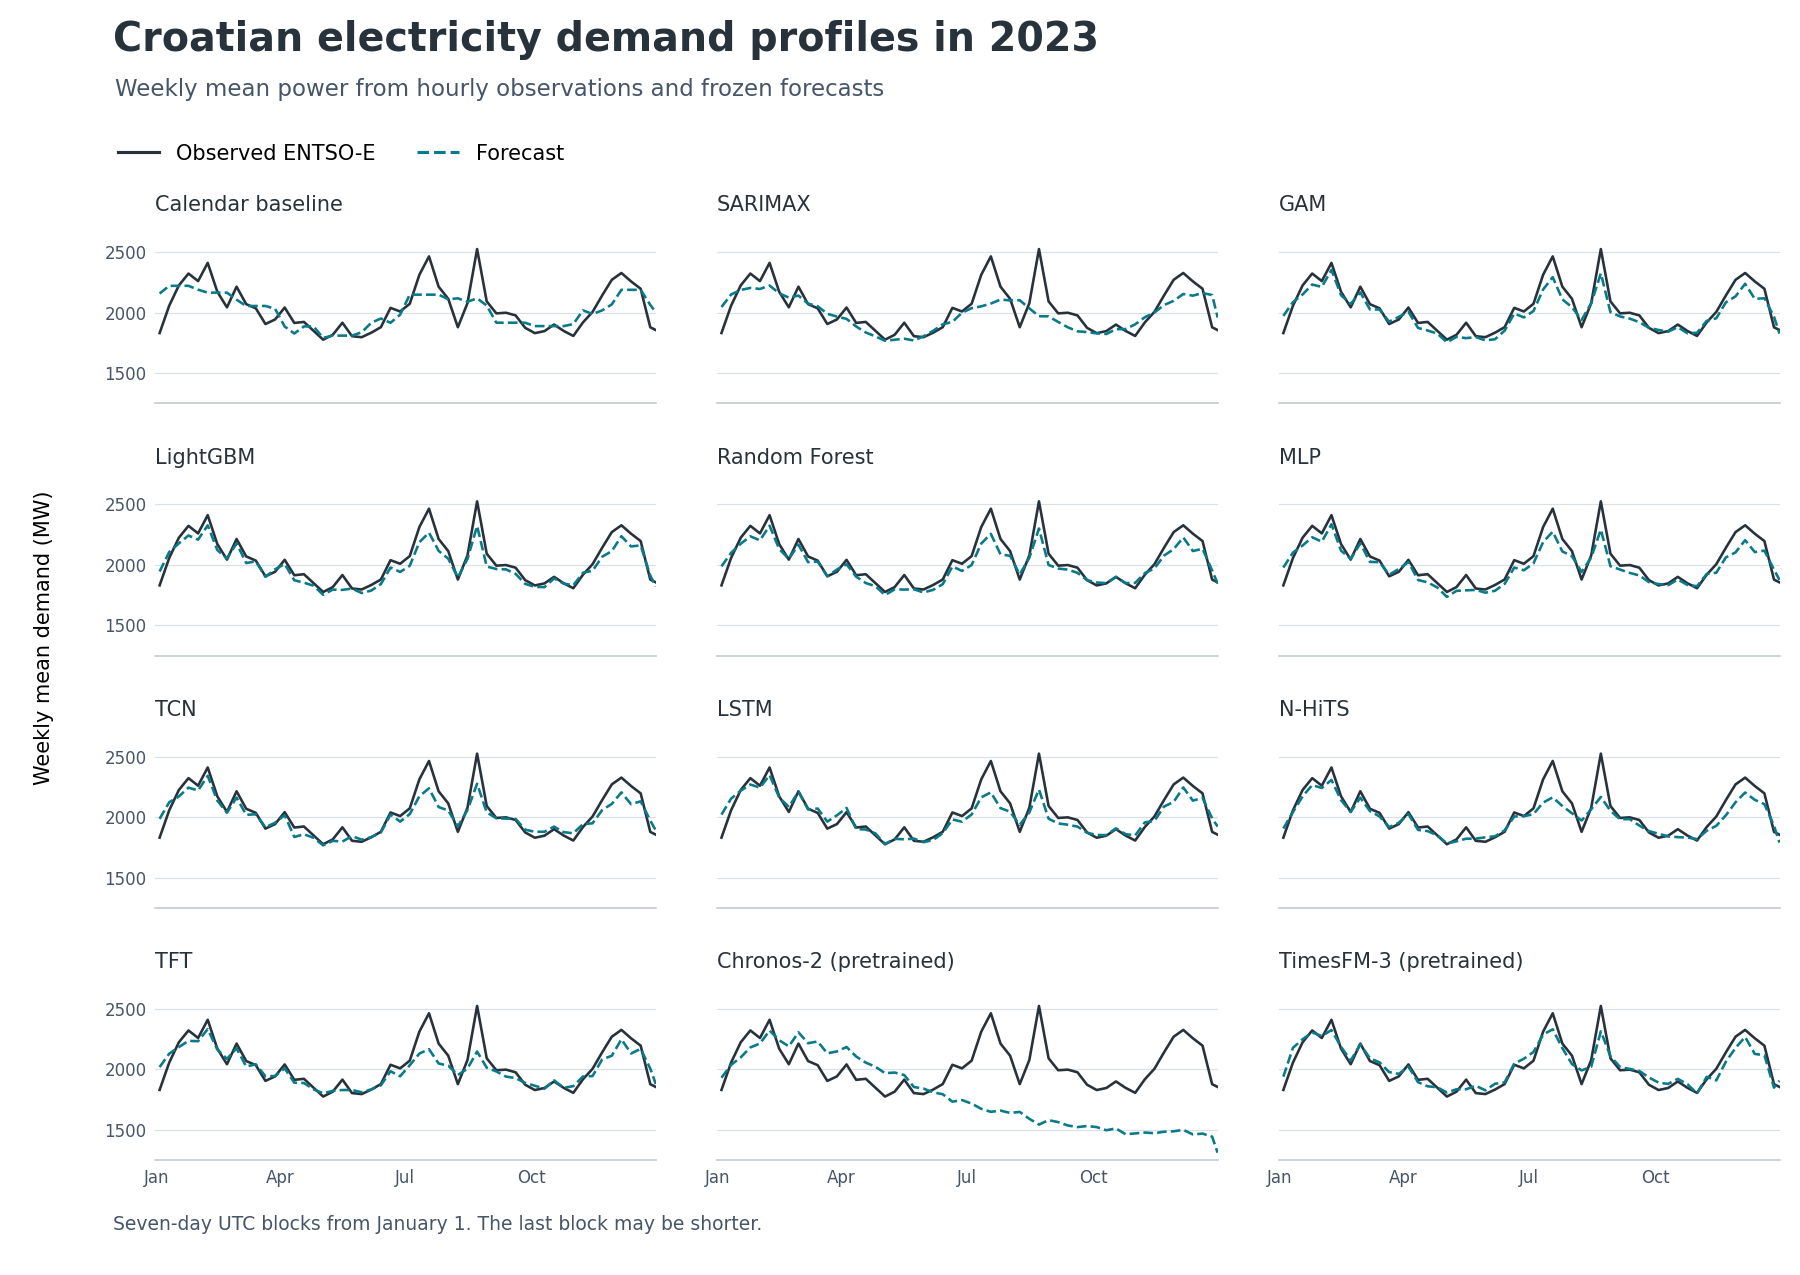 Croatian electricity demand profiles in 2023
Weekly mean power from hourly observations and frozen forecasts
Observed ENTSO-E
Forecast
Calendar baseline
SARIMAX
GAM
2500
2000
1500
LightGBM
Random Forest
MLP
2500
2000
1500
Weekly mean demand (MW)
TCN
LSTM
N-HiTS
2500
2000
1500
TFT
Chronos-2 (pretrained)
TimesFM-3 (pretrained)
2500
2000
1500
Jan Apr Jul Oct
Jan Apr Jul Oct
Jan Apr Jul Oct
Seven-day UTC blocks from January 1. The last block may be shorter.